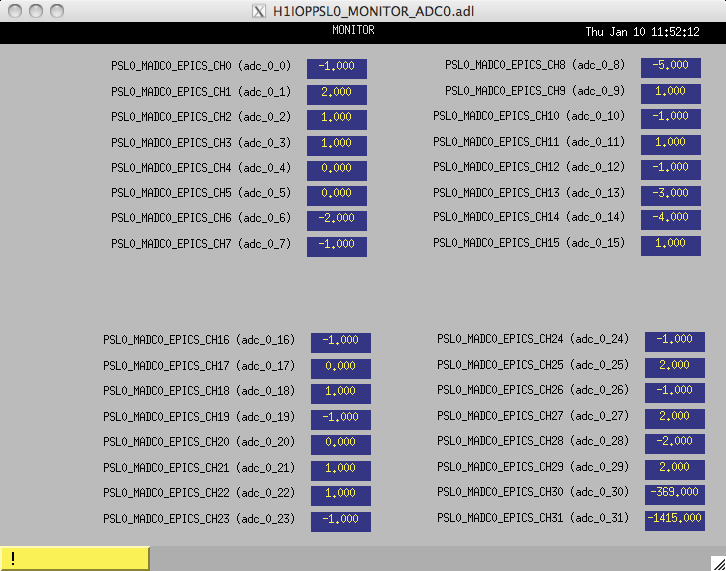 H1IOPPSL0_MONITOR_ADC0.adl
MONITOR
Thu Jan 10 11:52:12
PSL0_MADC0_EPICS_CH0 (adc_0_0) -1.000
PSL0_MADC0_EPICS_CH1 (adc_0_1) 2.000
PSL0_MADC0_EPICS_CH2 (adc_0_2) 1.000
PSL0_MADC0_EPICS_CH3 (adc_0_3) 1.000
PSL0_MADC0_EPICS_CH4 (adc_0_4) 0.000
PSL0_MADC0_EPICS_CH5 (adc_0_5) 0.000
PSL0_MADC0_EPICS_CH6 (adc_0_6) -2.000
PSL0_MADC0_EPICS_CH7 (adc_0_7) -1.000
PSL0_MADC0_EPICS_CH8 (adc_0_8) -5.000
PSL0_MADC0_EPICS_CH9 (adc_0_9) 1.000
PSL0_MADC0_EPICS_CH10 (adc_0_10) -1.000
PSL0_MADC0_EPICS_CH11 (adc_0_11) 1.000
PSL0_MADC0_EPICS_CH12 (adc_0_12) -1.000
PSL0_MADC0_EPICS_CH13 (adc_0_13) -3.000
PSL0_MADC0_EPICS_CH14 (adc_0_14) -4.000
PSL0_MADC0_EPICS_CH15 (adc_0_15) 1.000
PSL0_MADC0_EPICS_CH16 (adc_0_16) -1.000
PSL0_MADC0_EPICS_CH17 (adc_0_17) 0.000
PSL0_MADC0_EPICS_CH18 (adc_0_18) 1.000
PSL0_MADC0_EPICS_CH19 (adc_0_19) -1.000
PSL0_MADC0_EPICS_CH20 (adc_0_20) 0.000
PSL0_MADC0_EPICS_CH21 (adc_0_21) 1.000
PSL0_MADC0_EPICS_CH22 (adc_0_22) 1.000
PSL0_MADC0_EPICS_CH23 (adc_0_23) -1.000
PSL0_MADC0_EPICS_CH24 (adc_0_24) -1.000
PSL0_MADC0_EPICS_CH25 (adc_0_25) 2.000
PSL0_MADC0_EPICS_CH26 (adc_0_26) -1.000
PSL0_MADC0_EPICS_CH27 (adc_0_27) 2.000
PSL0_MADC0_EPICS_CH28 (adc_0_28) -2.000
PSL0_MADC0_EPICS_CH29 (adc_0_29) 2.000
PSL0_MADC0_EPICS_CH30 (adc_0_30) -369.000
PSL0_MADC0_EPICS_CH31 (adc_0_31) -1415.000
!